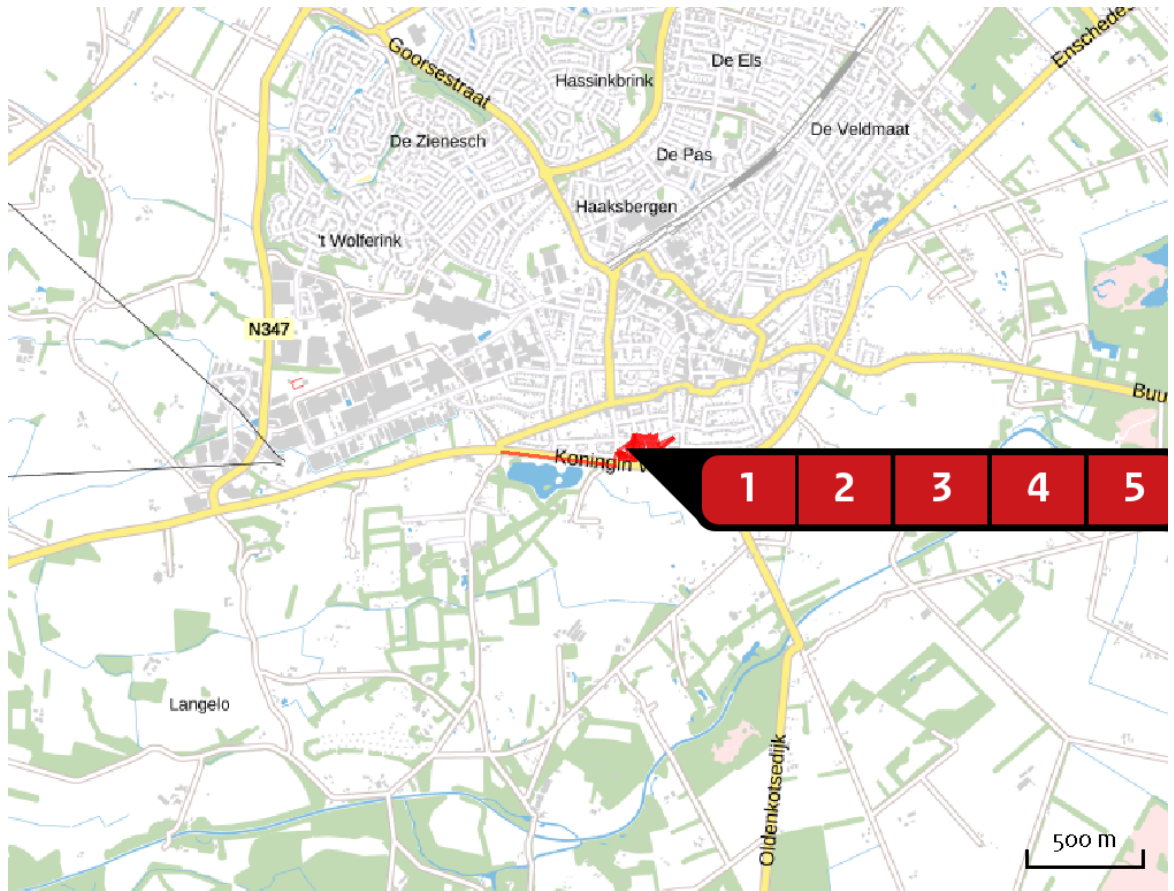 Goorsestraat
De Els
Enschedes
Hassinkbrink
De Zienesch
De Veldmaat
De Pas
Haaksbergen
't Wolferink
N347
Buu
Koningin W
1 2 3 4 5
Langelo
Oldenkotsedijk
500 m